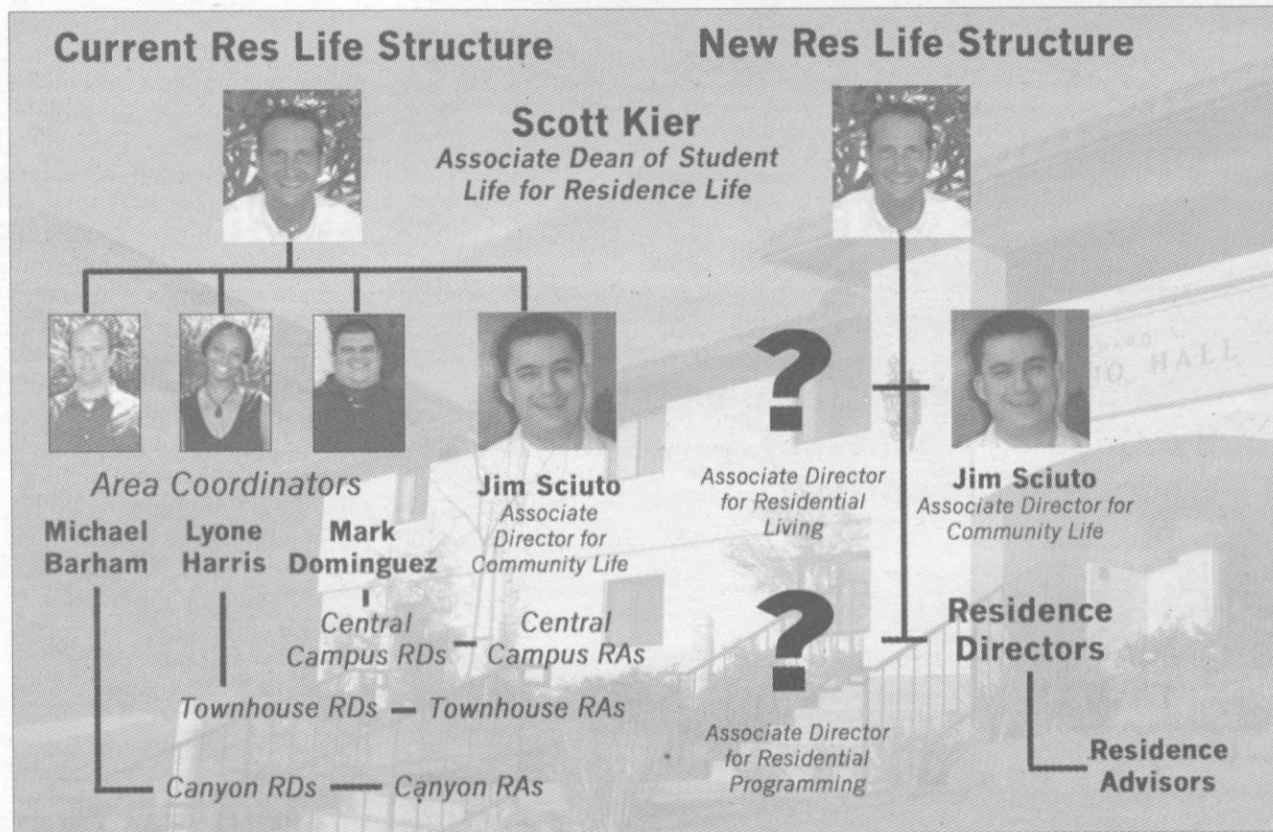 Current Res Life Structure
New Res Life Structure
Scott Kier
Associate Dean of Student
Life for Residence Life
?
Area Coordinators
Michael
Barham
Lyone
Harris
Mark
Dominguez
Jim Sciuto
Associate
Director for
Community Life
Central
Campus RDs
Central
Campus RAs
Townhouse RDs
Townhouse RAs
Canyon RDs
Canyon RAs
Associate Director
for Residential
Living
Jim Sciuto
Associate Director for
Community Life
?
Residence
Directors
Associate Director
for Residential
Programming
Residence
Advisors
HALL